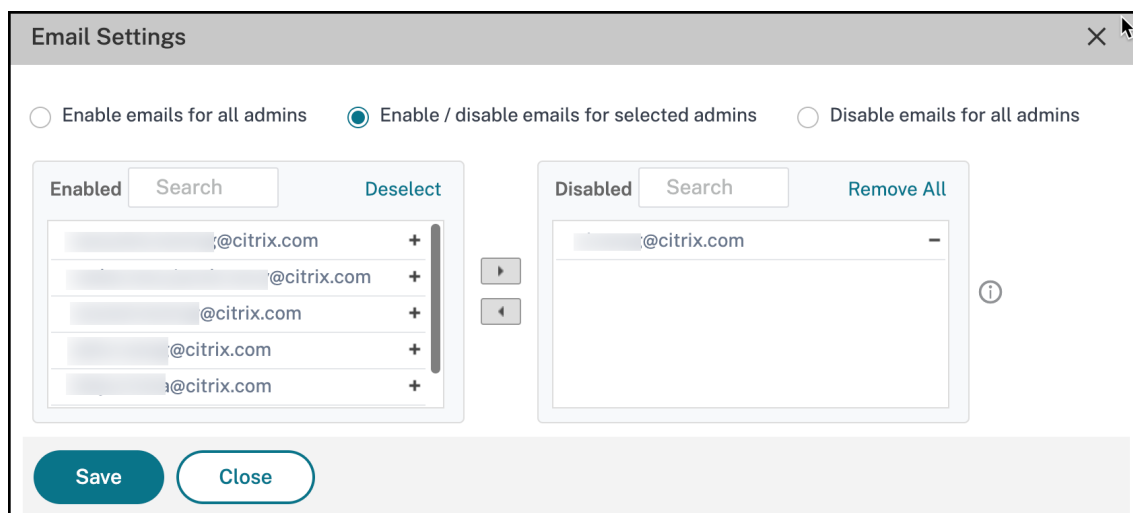 Email Settings
Enable emails for all admins Enable / disable emails for selected admins Disable emails for all admins
Enabled Search Deselect
@citrix.com
@citrix.com
@citrix.com
@citrix.com
a@citrix.com
Disabled Search Remove All
@citrix.com
Save Close